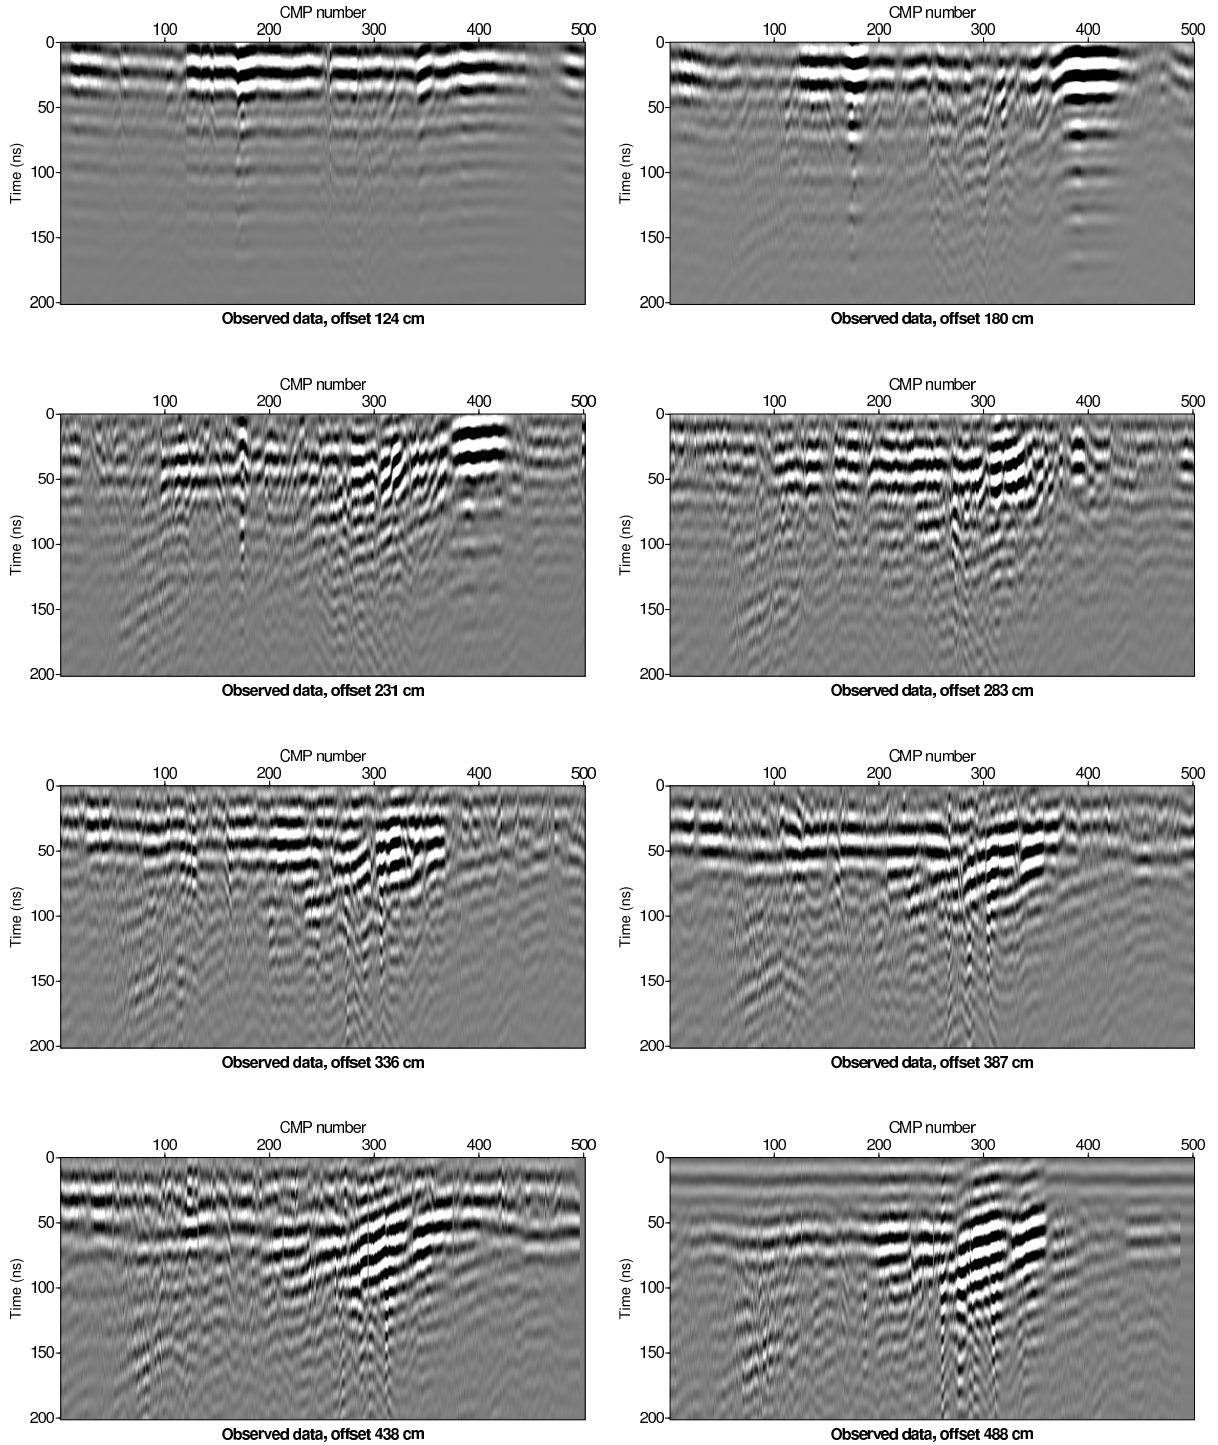 CMP number
100 200 300 400 500
0
50
100
150
200
Time (ns)
Observed data, offset 124 cm
CMP number
100 200 300 400 500
0
50
100
150
200
Time (ns)
Observed data, offset 180 cm
CMP number
100 200 300 400 500
0
50
100
150
200
Time (ns)
Observed data, offset 231 cm
CMP number
100 200 300 400 500
0
50
100
150
200
Time (ns)
Observed data, offset 283 cm
CMP number
100 200 300 400 500
0
50
100
150
200
Time (ns)
Observed data, offset 336 cm
CMP number
100 200 300 400 500
0
50
100
150
200
Time (ns)
Observed data, offset 387 cm
CMP number
100 200 300 400 500
0
50
100
150
200
Time (ns)
Observed data, offset 438 cm
CMP number
100 200 300 400 500
0
50
100
150
200
Time (ns)
Observed data, offset 488 cm